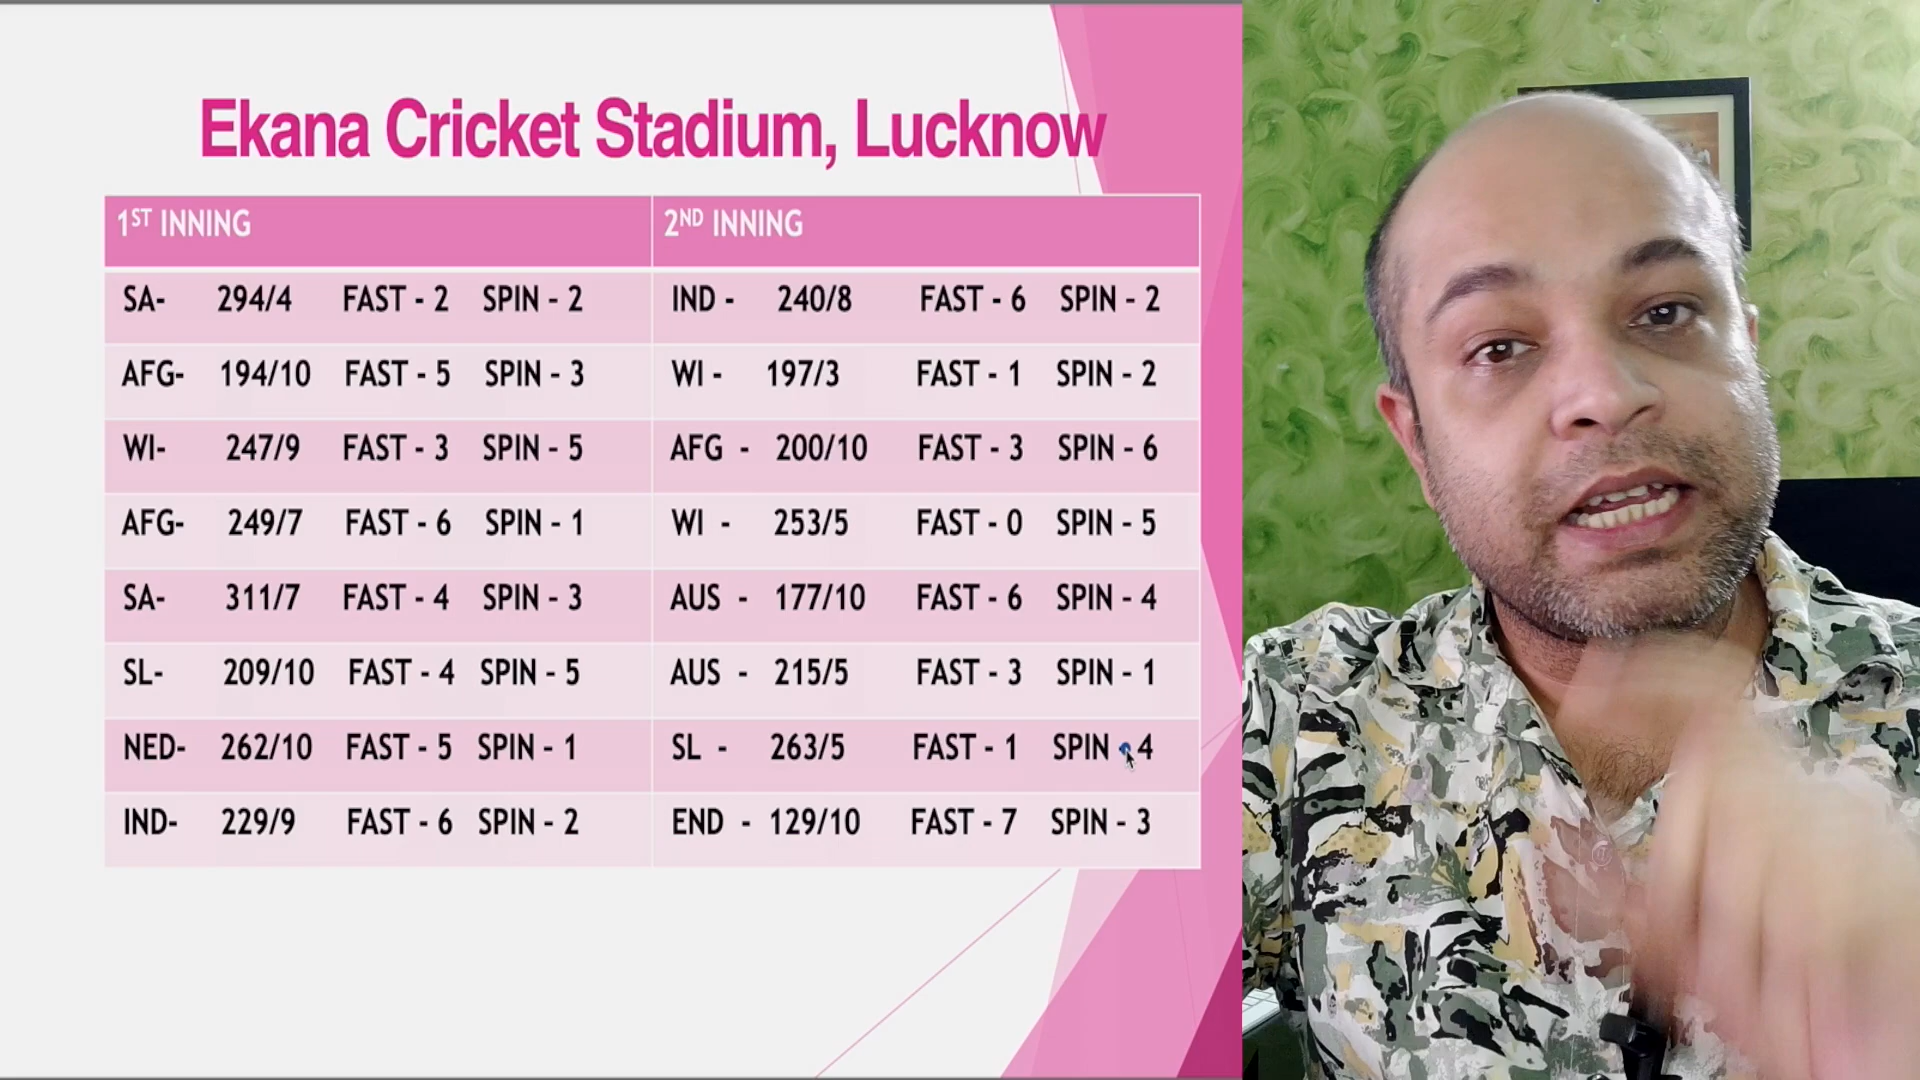 Ekana Cricket Stadium, Lucknow
1ST INNING 2ND INNING
SA- 294/4 FAST - 2 SPIN - 2 IND - 240/8 FAST - 6 SPIN - 2
AFG- 194/10 FAST - 5 SPIN - 3 WI - 197/3 FAST - 1 SPIN - 2
WI- 247/9 FAST - 3 SPIN - 5 AFG - 200/10 FAST - 3 SPIN - 6
AFG- 249/7 FAST - 6 SPIN - 1 WI - 253/5 FAST - 0 SPIN - 5
SA- 311/7 FAST - 4 SPIN - 3 AUS - 177/10 FAST - 6 SPIN - 4
SL- 209/10 FAST - 4 SPIN - 5 AUS - 215/5 FAST - 3 SPIN - 1
NED- 262/10 FAST - 5 SPIN - 1 SL - 263/5 FAST - 1 SPIN - 4
IND- 229/9 FAST - 6 SPIN - 2 END - 129/10 FAST - 7 SPIN - 3